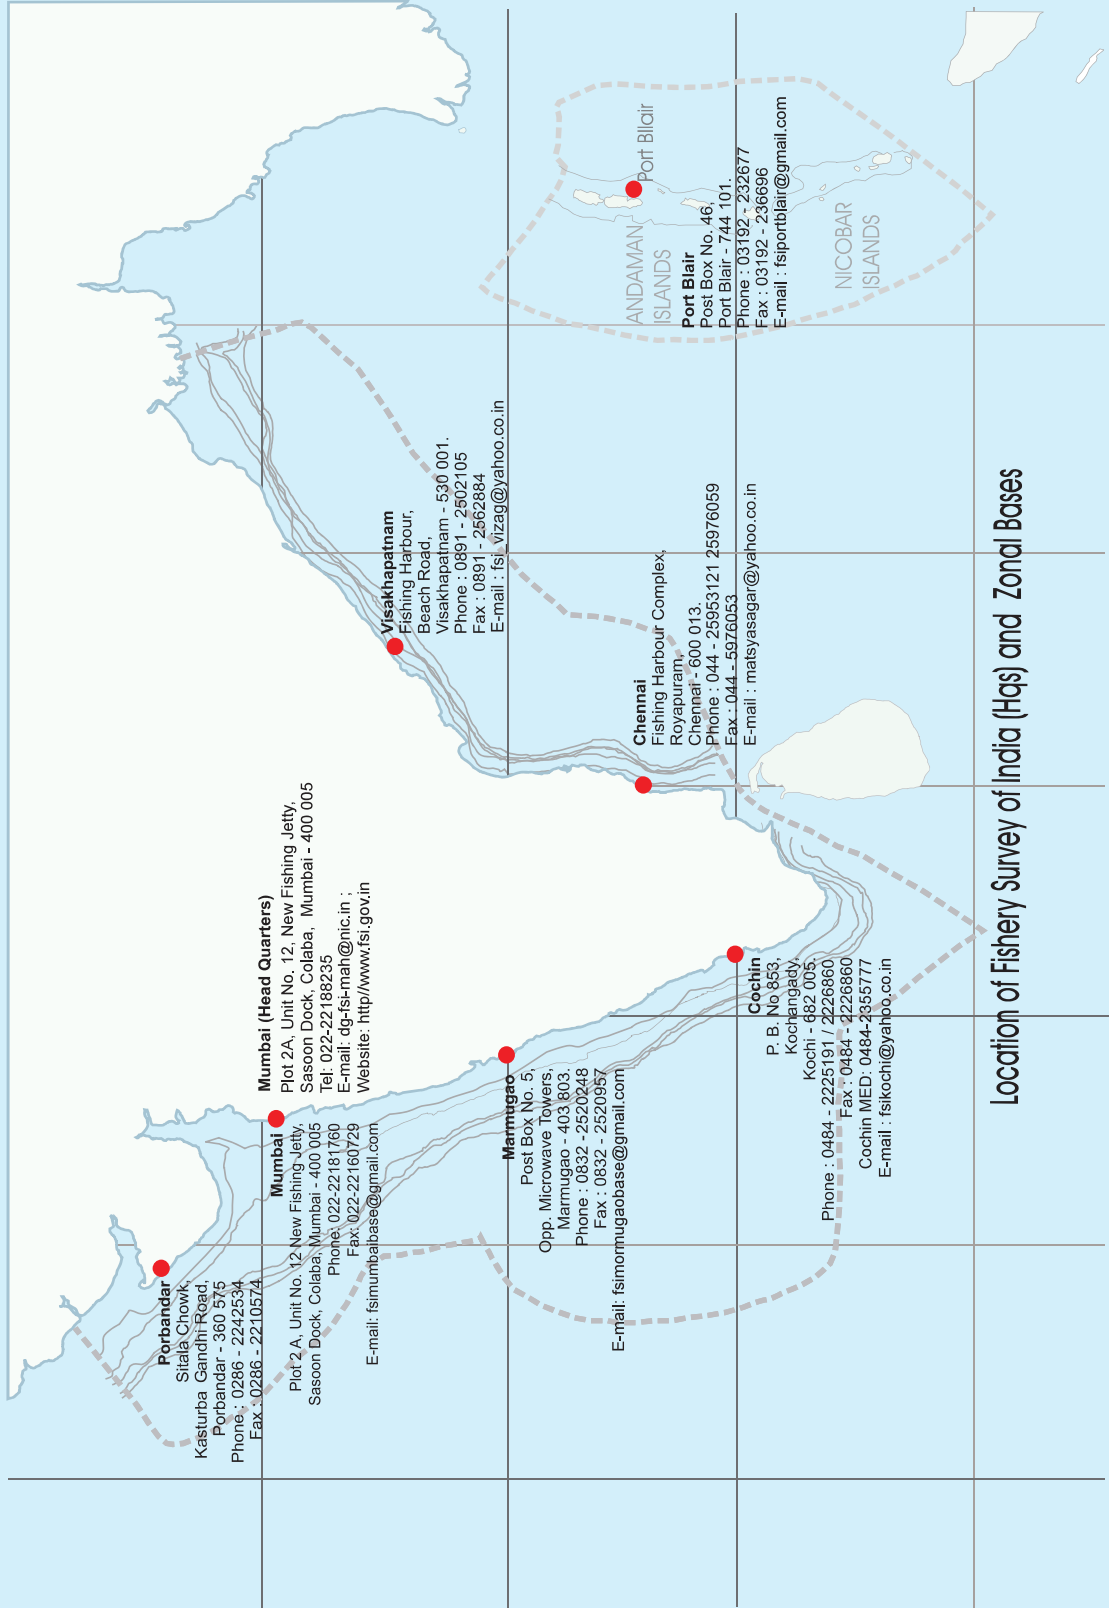 Mumbai (Head Quarters)
Plot 2A, Unit No. 12, New Fishing Jetty,
Sasoon Dock, Colaba, Mumbai - 400 005
Tel: 022-22188235
E-mail: dg-fsi-mah@nic.in ;
Website: http//www.fsi.gov.in
Porbandar
Sitala Chowk,
Kasturba Gandhi Road,
Porbandar - 360 575
Phone : 0286 - 2242534
Fax : 0286 - 2210574
Mumbai
Plot 2 A, Unit No. 12 New Fishing Jetty,
Sasoon Dock, Colaba, Mumbai - 400 005
Phone: 022-22181760
Fax: 022-22160729
E-mail: fsimumbaibase@gmail.com
Marmugao
Post Box No. 5,
Opp. Microwave Towers,
Marmugao - 403 803.
Phone : 0832 -2520248
Fax : 0832 - 2520957
E-mail: fsimormugaobase@gmail.com
Cochin
P. B. No 853,
Kochangady,
Kochi - 682 005.
Phone : 0484 - 2225191 / 2226860
Fax : 0484 - 2226860
Cochin MED: 0484-2355777
E-mail : fsikochi@yahoo.co.in
Visakhapatnam
Fishing Harbour,
Beach Road,
Visakhapatnam - 530 001.
Phone : 0891 - 2502105
Fax : 0891 - 2562884
E-mail : fsi_vizag@yahoo.co.in
Chennai
Fishing Harbour Complex,
Royapuram,
Chennai - 600 013.
Phone : 044 - 25953121 25976059
Fax : 044 - 5976053
E-mail : matsyasagar@yahoo.co.in
Port BIlair
ANDAMAN
ISLANDS
Port Blair
Post Box No. 46,
Port Blair - 744 101.
Phone : 03192 - 232677
Fax : 03192 - 236696
E-mail : fsiportblair@gmail.com
NICOBAR
ISLANDS
Location of Fishery Survey of India (Hqs) and Zonal Bases